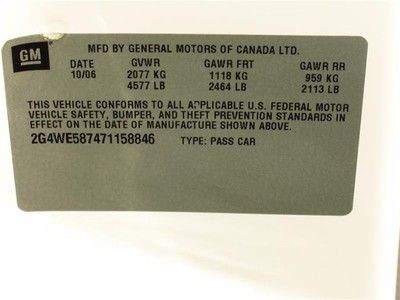 GM
MFD BY GENERAL MOTORS OF CANADA LTD.
DATE GVWR GAWR FRT GAWR RR
10/06 2077 KG 1118 KG 959 KG
4577 LB 2464 LB 2113 LB
THIS VEHICLE CONFORMS TO ALL APPLICABLE U.S. FEDERAL MOTOR
VEHICLE SAFETY, BUMPER, AND THEFT PREVENTION STANDARDS
IN EFFECT ON THE DATE OF MANUFACTURE SHOWN ABOVE.
2G4WE587471158846 TYPE: PASS CAR